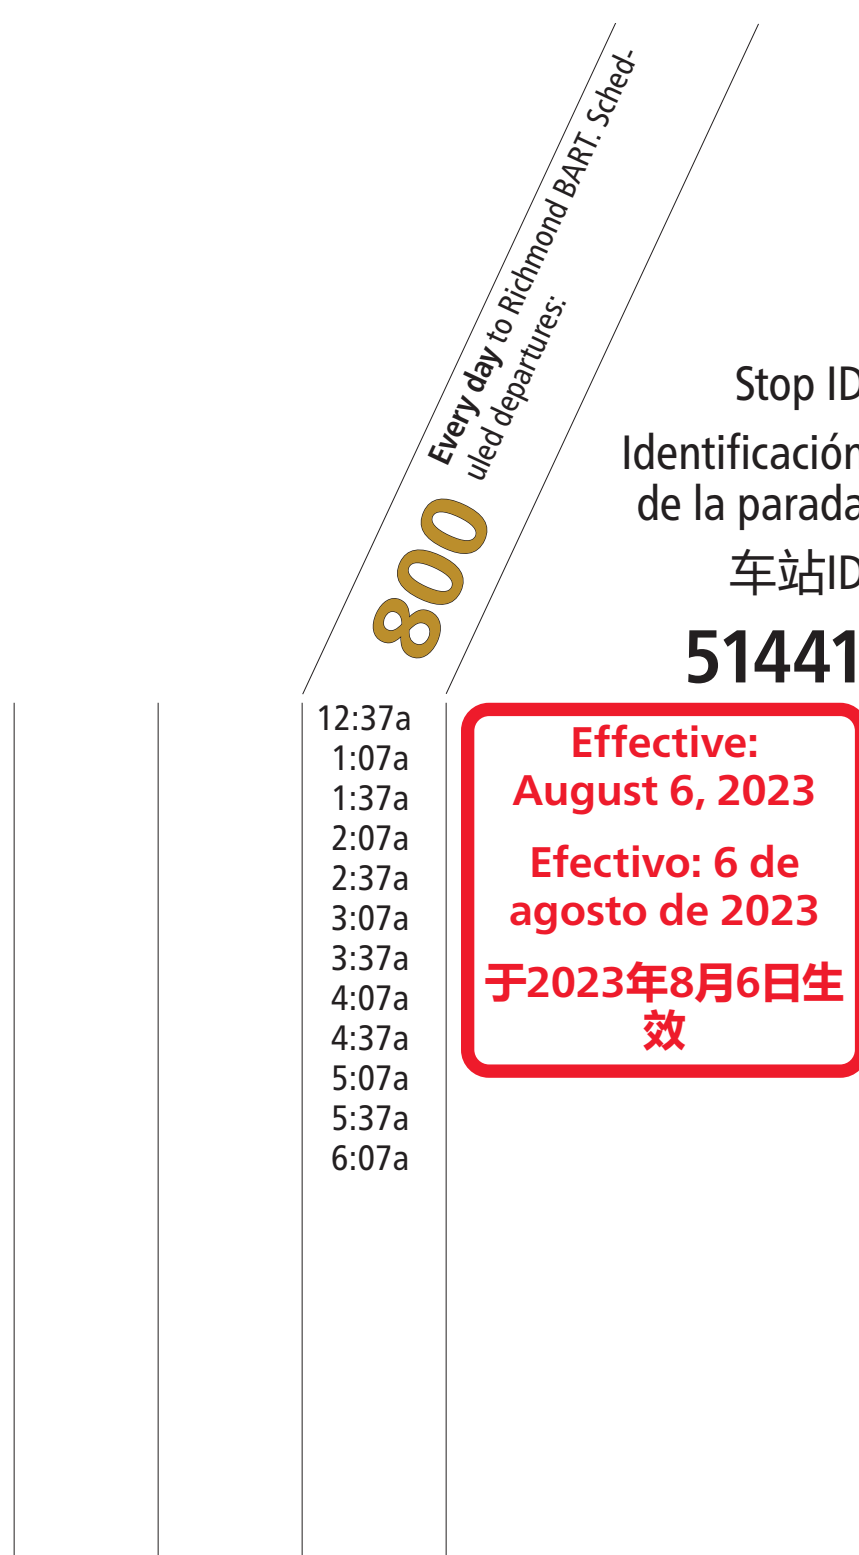 800
Every day to Richmond BART. Sched-
uled departures:
Stop ID
Identificación
de la parada
车站ID
51441
12:37a
1:07a
1:37a
2:07a
2:37a
3:07a
3:37a
4:07a
4:37a
5:07a
5:37a
6:07a
Effective:
August 6, 2023
Efectivo: 6 de
agosto de 2023
于2023年8月6日生
效